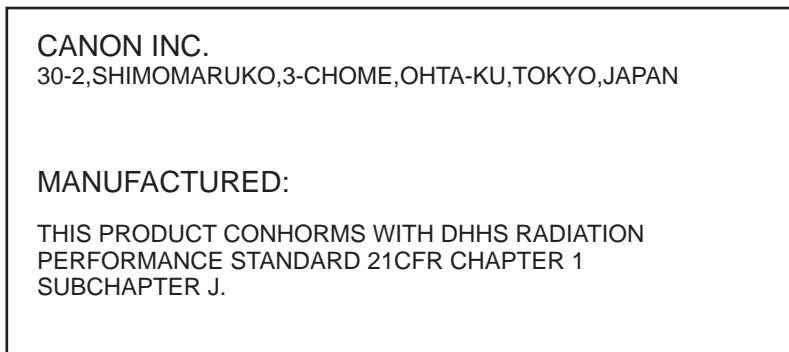 CANON INC.
30-2,SHIMOMARUKO,3-CHOME,OHTA-KU,TOKYO,JAPAN
MANUFACTURED:
THIS PRODUCT CONHORMS WITH DHHS RADIATION
PERFORMANCE STANDARD 21CFR CHAPTER 1
SUBCHAPTER J.